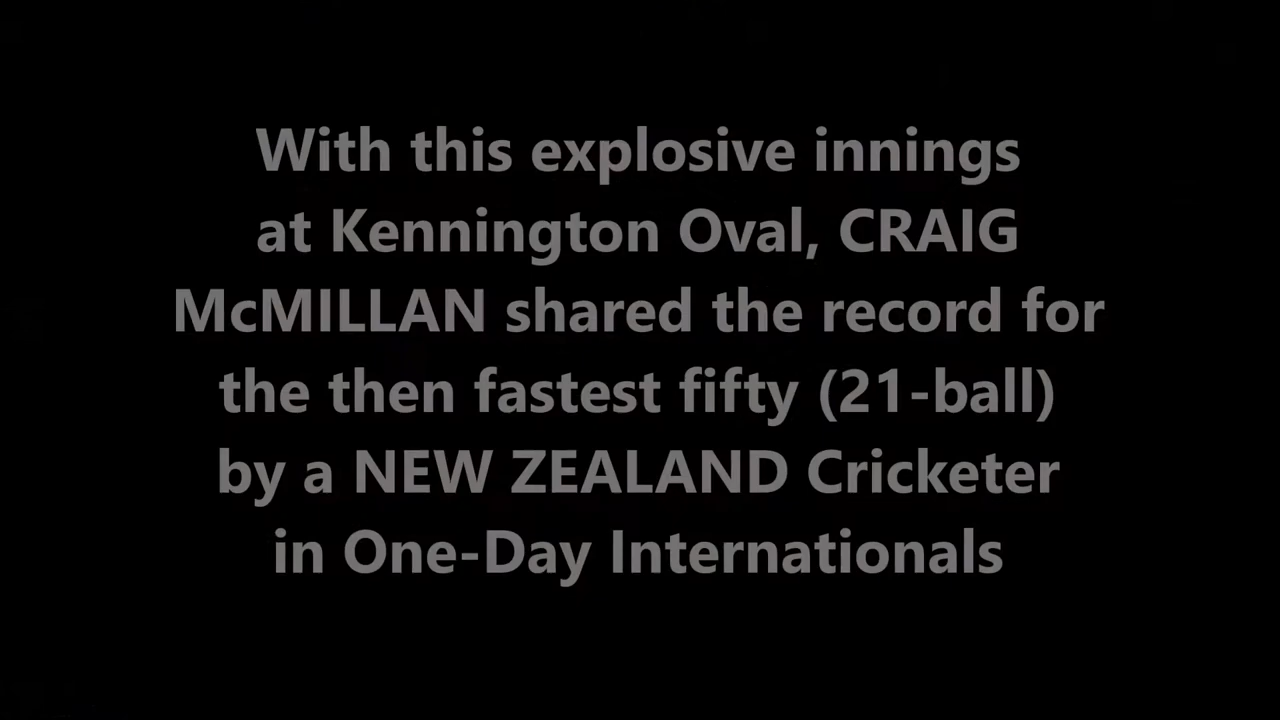 With this explosive innings
at Kennington Oval, CRAIG
McMILLAN shared the record for
the then fastest fifty (21-ball)
by a NEW ZEALAND Cricketer
in One-Day Internationals